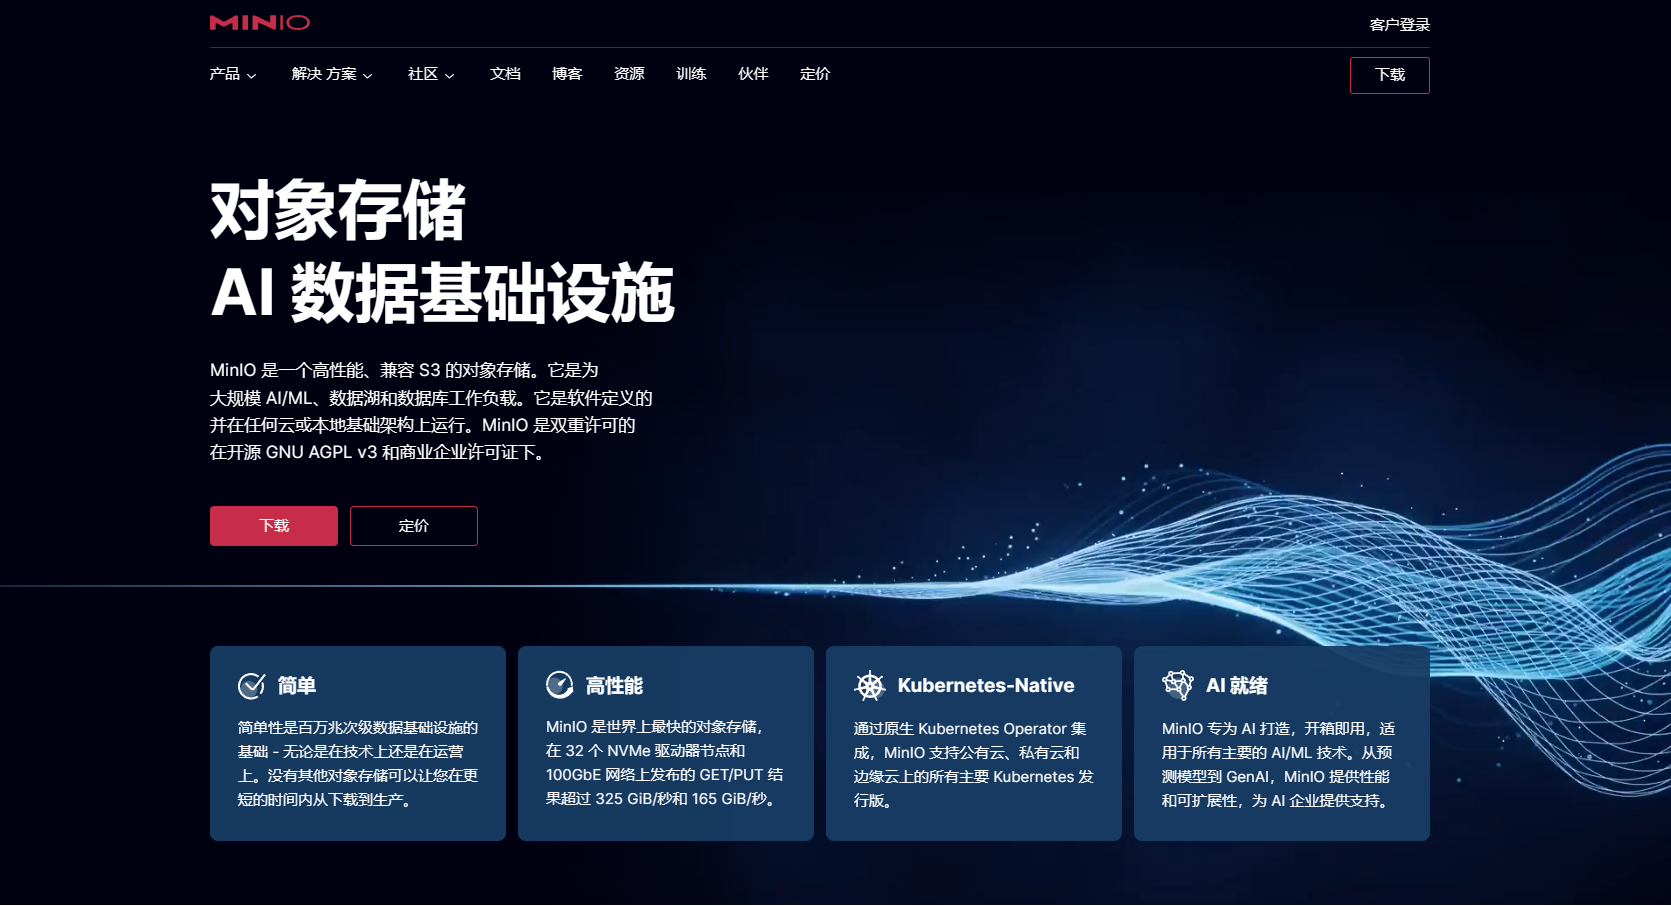 MINIO
客户登录
产品 解决 方案 社区 文档 博客 资源 训练 伙伴 定价
下载
对象存储
AI 数据基础设施
MinIO 是一个高性能、兼容 S3 的对象存储。它是为
大规模 AI/ML、数据湖和数据库工作负载。它是软件定义的
并在任何云或本地基础架构上运行。MinIO 是双重许可的
在开源 GNU AGPL v3 和商业企业许可证下。
下载 定价
简单
简单性是百万兆次级数据基础设施的
基础 - 无论是在技术上还是在运营
上。没有其他对象存储可以让您在更
短的时间内从下载到生产。
高性能
MinIO 是世界上最快的对象存储，
在 32 个 NVMe 驱动器节点和
100GbE 网络上发布的 GET/PUT 结
果超过 325 GiB/秒和 165 GiB/秒。
Kubernetes-Native
通过原生 Kubernetes Operator 集
成，MinIO 支持公有云、私有云和
边缘云上的所有主要 Kubernetes 发
行版。
AI 就绪
MinIO 专为 AI 打造，开箱即用，适
用于所有主要的 AI/ML 技术。从预
测模型到 GenAI，MinIO 提供性能
和可扩展性，为 AI 企业提供支持。